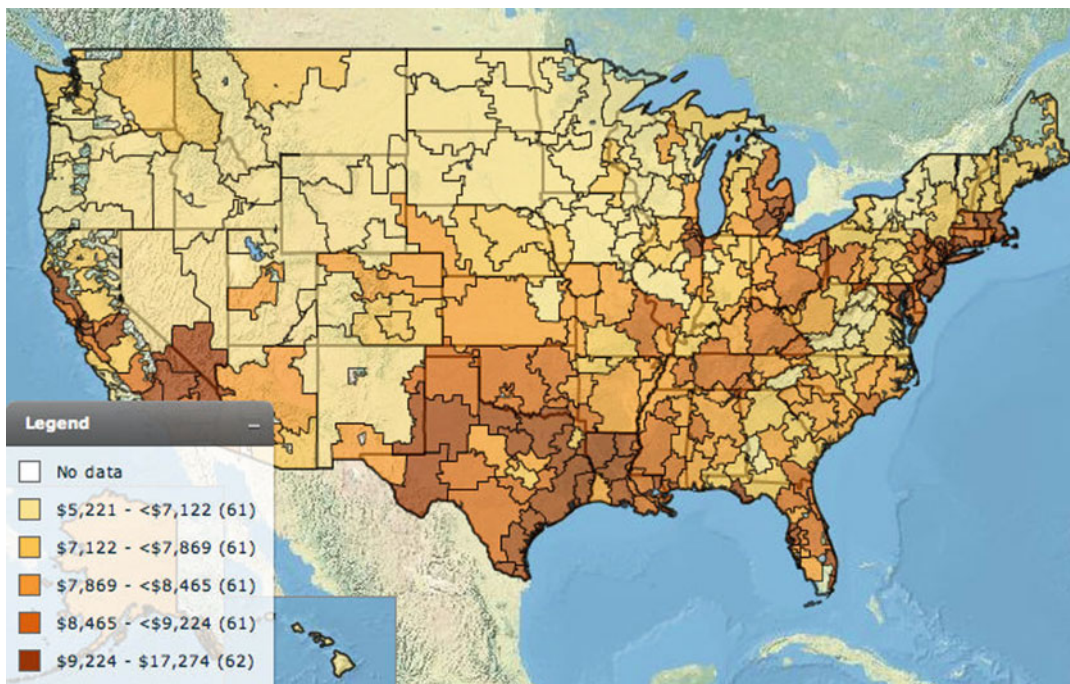 Legend
No data
$5,221 - <$7,122 (61)
$7,122 - <$7,869 (61)
$7,869 - <$8,465 (61)
$8,465 - <$9,224 (61)
$9,224 - $17,274 (62)